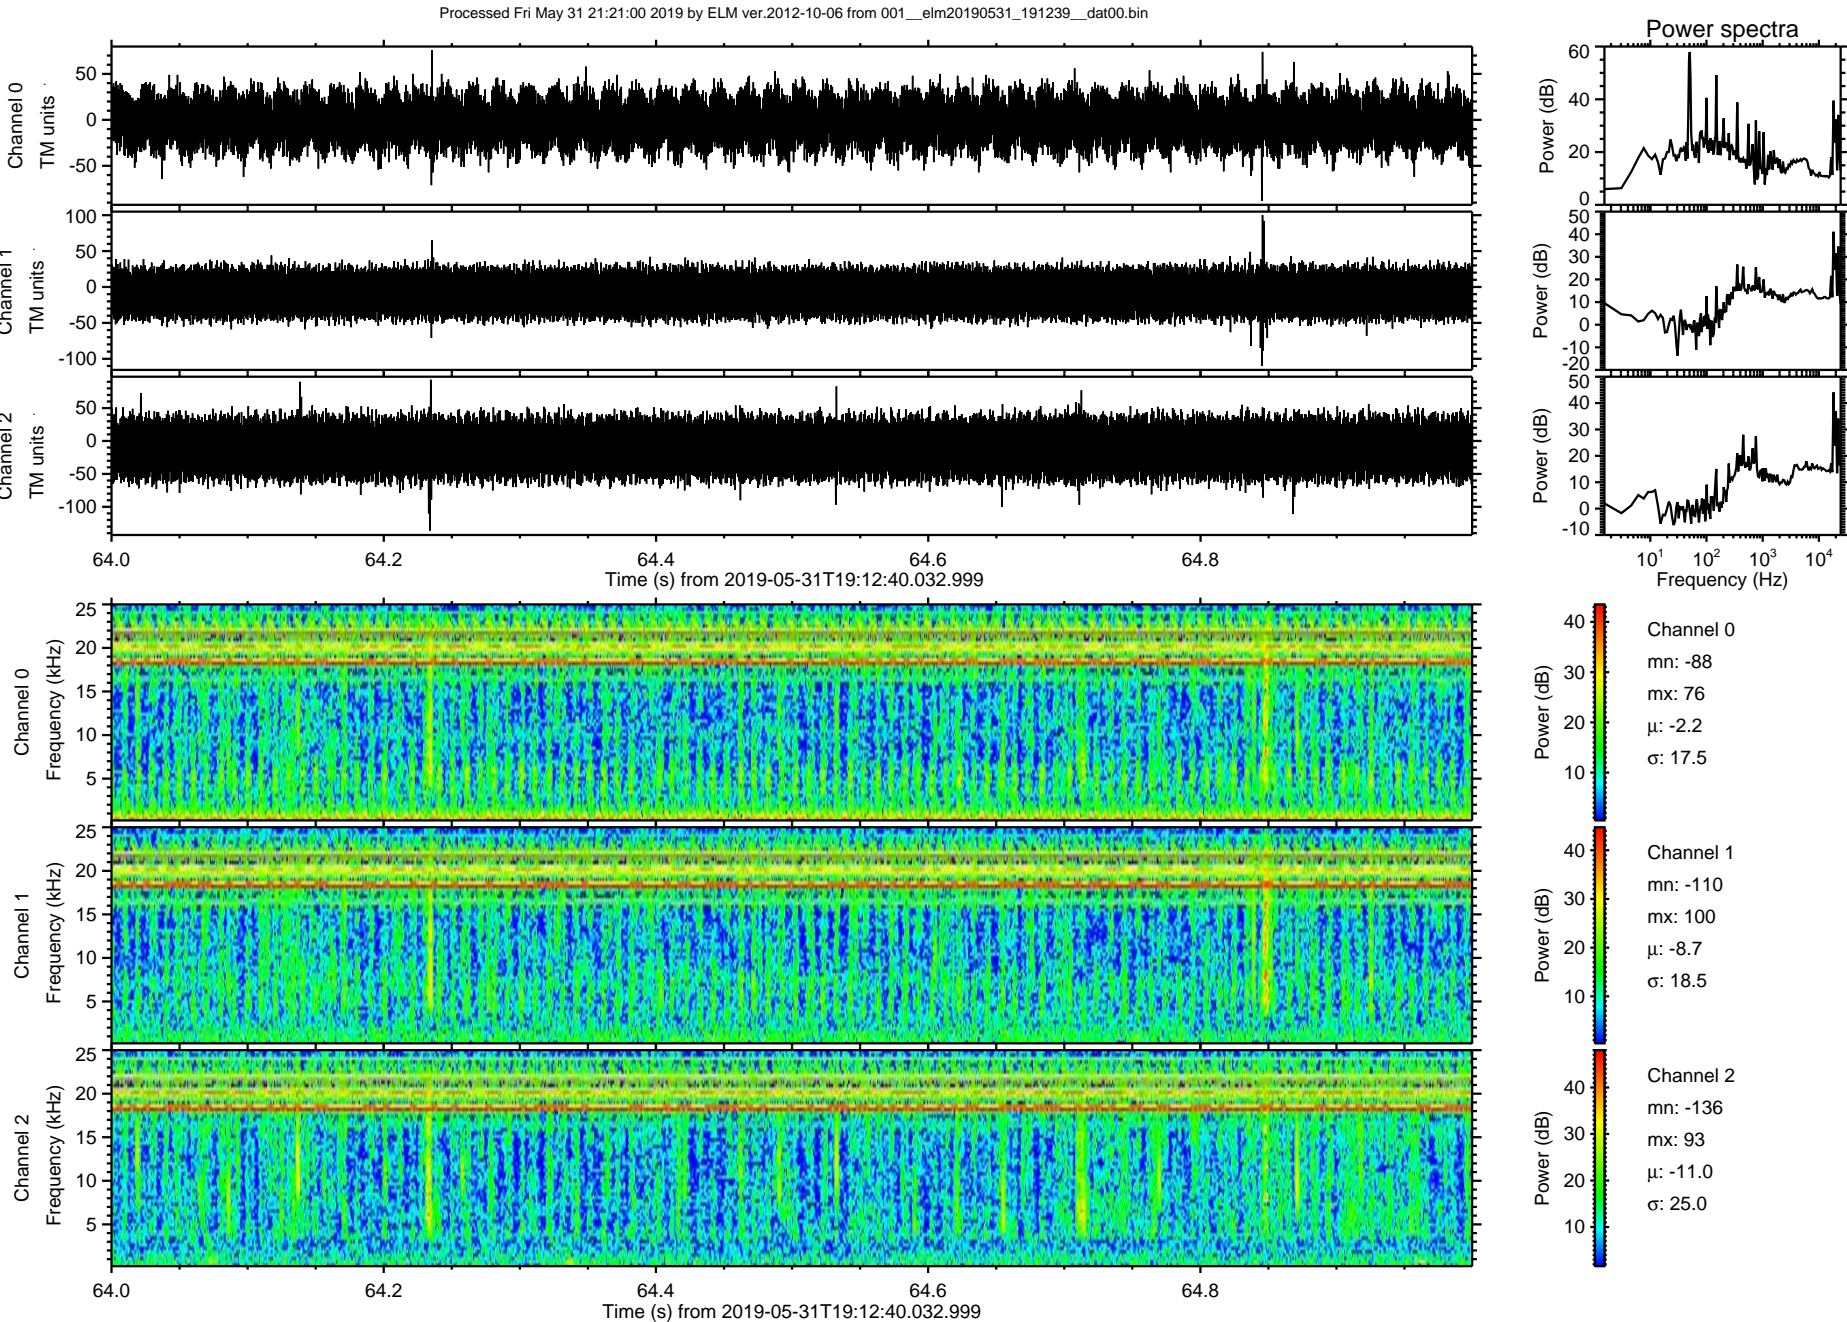 Processed Fri May 31 21:21:00 2019 by ELM ver.2012-10-06 from 001__elm20190531_191239__dat00.bin
Power spectra
Channel 0
TM units
50
0
-50
Power (dB)
60
40
20
0
Channel 1
TM units
100
50
0
-50
-100
Power (dB)
50
40
30
20
10
0
-10
-20
Channel 2
TM units
50
0
-50
-100
Power (dB)
50
40
30
20
10
0
-10
64.0 64.2 64.4 64.6 64.8
Time (s) from 2019-05-31T19:12:40.032.999
10¹ 10² 10³ 10⁴
Frequency (Hz)
Channel 0
Frequency (kHz)
25
20
15
10
5
Power (dB)
40
30
20
10
Channel 0
mn: -88
mx: 76
μ: -2.2
σ: 17.5
Channel 1
Frequency (kHz)
25
20
15
10
5
Power (dB)
40
30
20
10
Channel 1
mn: -110
mx: 100
μ: -8.7
σ: 18.5
Channel 2
Frequency (kHz)
25
20
15
10
5
Power (dB)
40
30
20
10
Channel 2
mn: -136
mx: 93
μ: -11.0
σ: 25.0
64.0 64.2 64.4 64.6 64.8
Time (s) from 2019-05-31T19:12:40.032.999